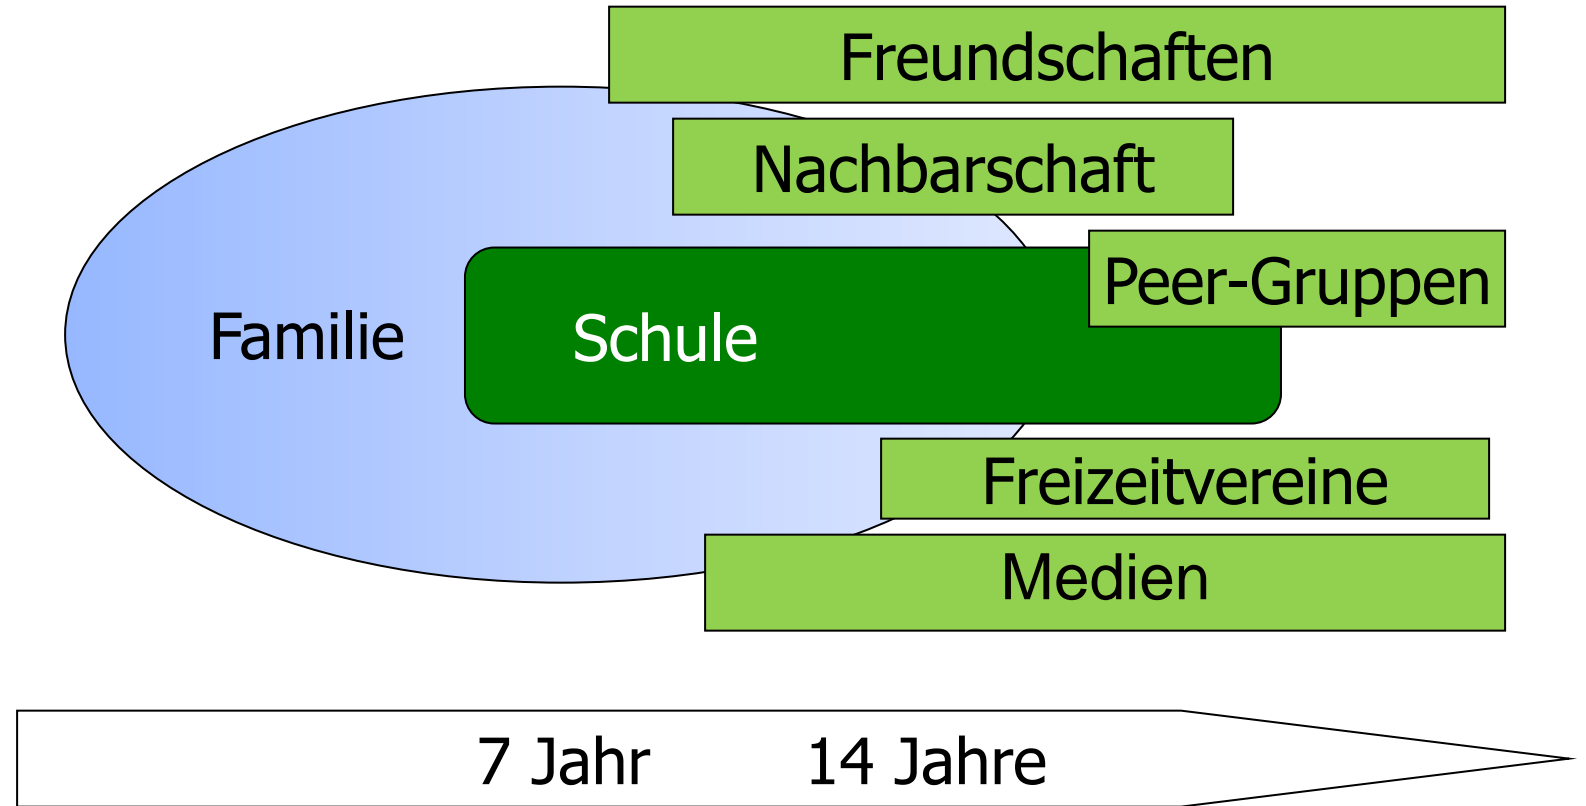 Freundschaften
Nachbarschaft
Peer-Gruppen
Familie
Schule
Freizeitvereine
Medien
7 Jahr 14 Jahre